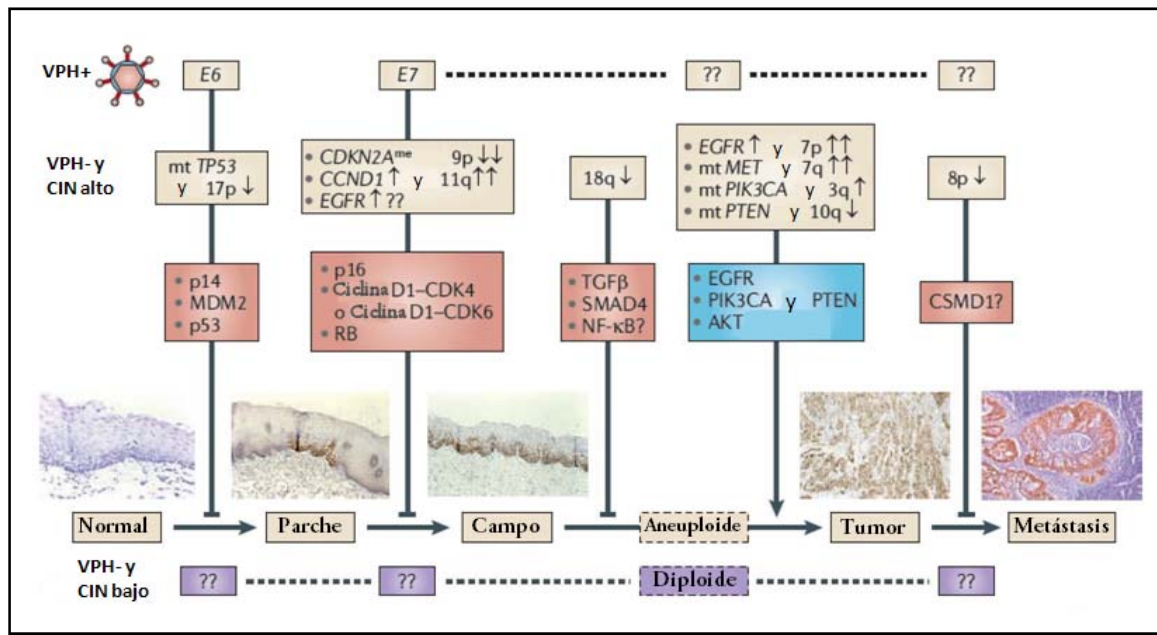 VPH+
E6
E7
??
??
VPH- y
CIN alto
mt TP53
y 17p ↓
• CDKN2Aᵐᵉ 9p ↓↓
• CCND1↑ y 11q↑↑
• EGFR ↑ ??
18q ↓
• EGFR ↑ y 7p ↑↑
• mt MET y 7q ↑↑
• mt PIK3CA y 3q ↑
• mt PTEN y 10q ↓
8p ↓
• p14
• MDM2
• p53
• p16
• Ciclina D1–CDK4
o Ciclina D1–CDK6
• RB
• TGFβ
• SMAD4
• NF-κB?
• EGFR
• PIK3CA y PTEN
• AKT
CSMD1?
Normal
Parche
Campo
Aneuploide
Tumor
Metástasis
VPH- y
CIN bajo
??
??
Diploide
??